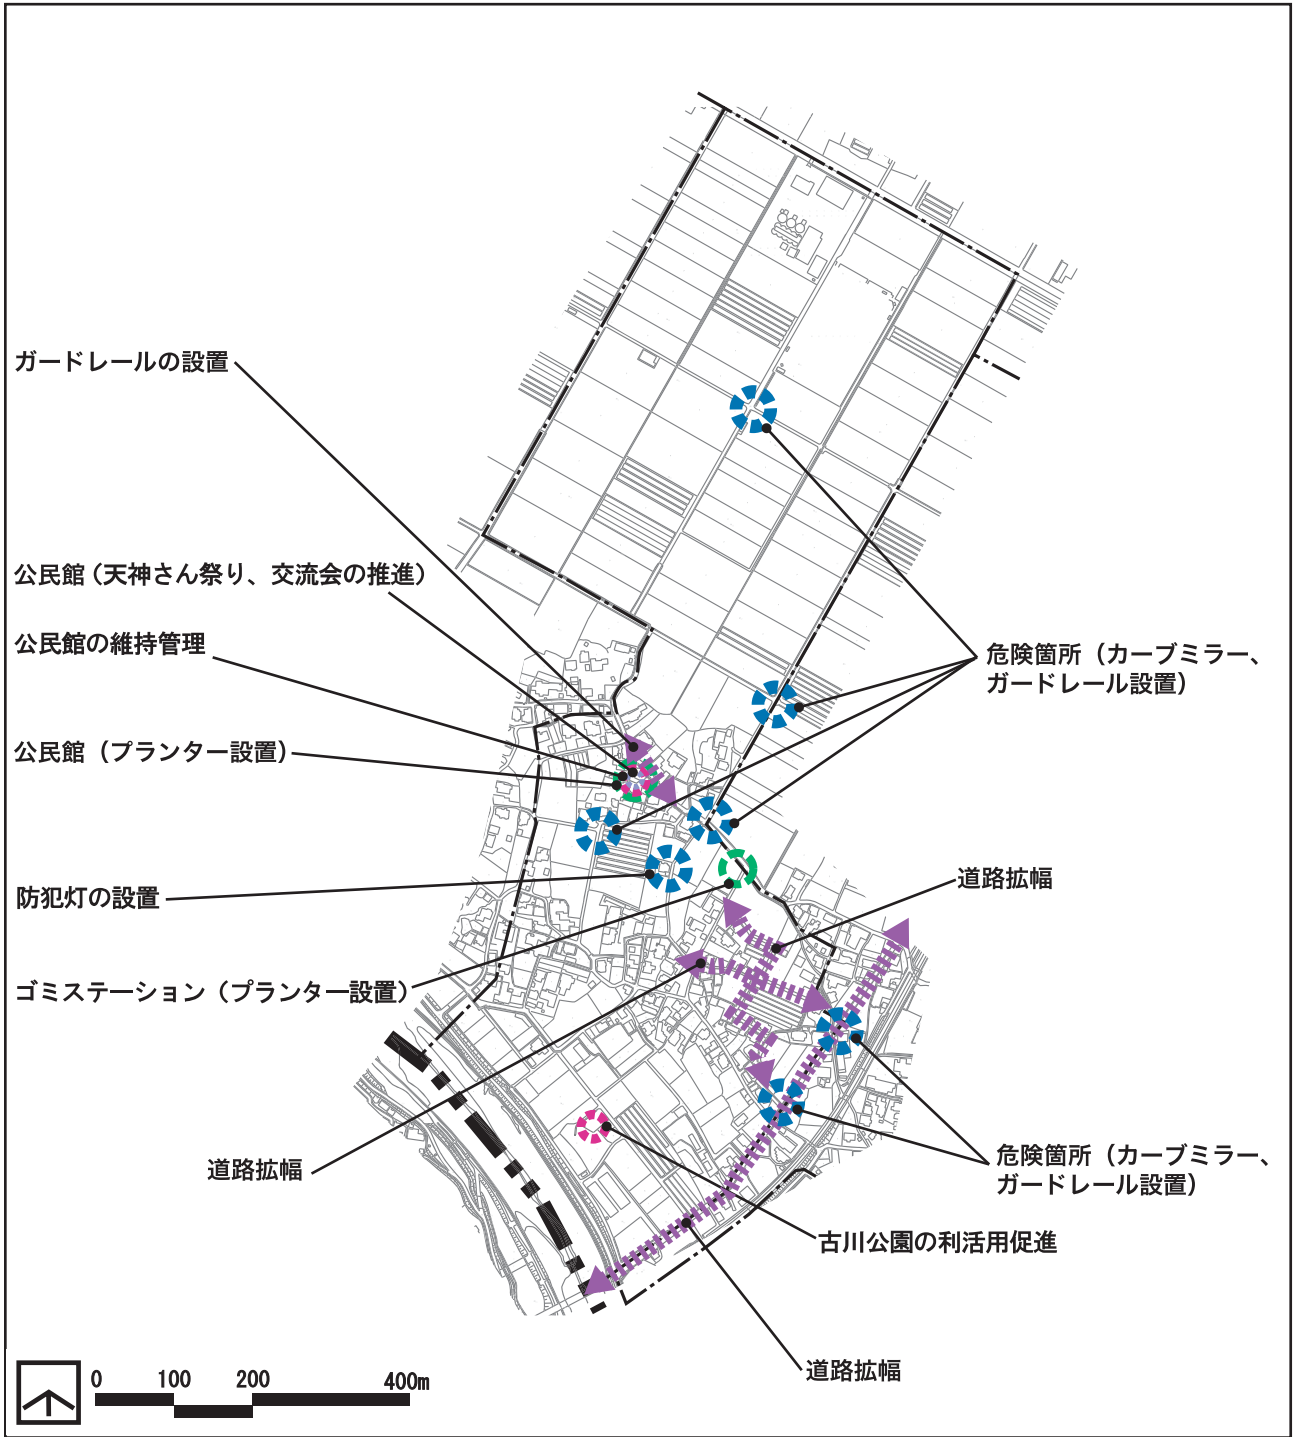 ガードレールの設置
公民館（天神さん祭り、交流会の推進）
公民館の維持管理
公民館（プランター設置）
防犯灯の設置
ゴミステーション（プランター設置）
道路拡幅
危険箇所（カーブミラー、
ガードレール設置）
道路拡幅
危険箇所（カーブミラー、
ガードレール設置）
古川公園の利活用促進
道路拡幅
0 100 200 400m